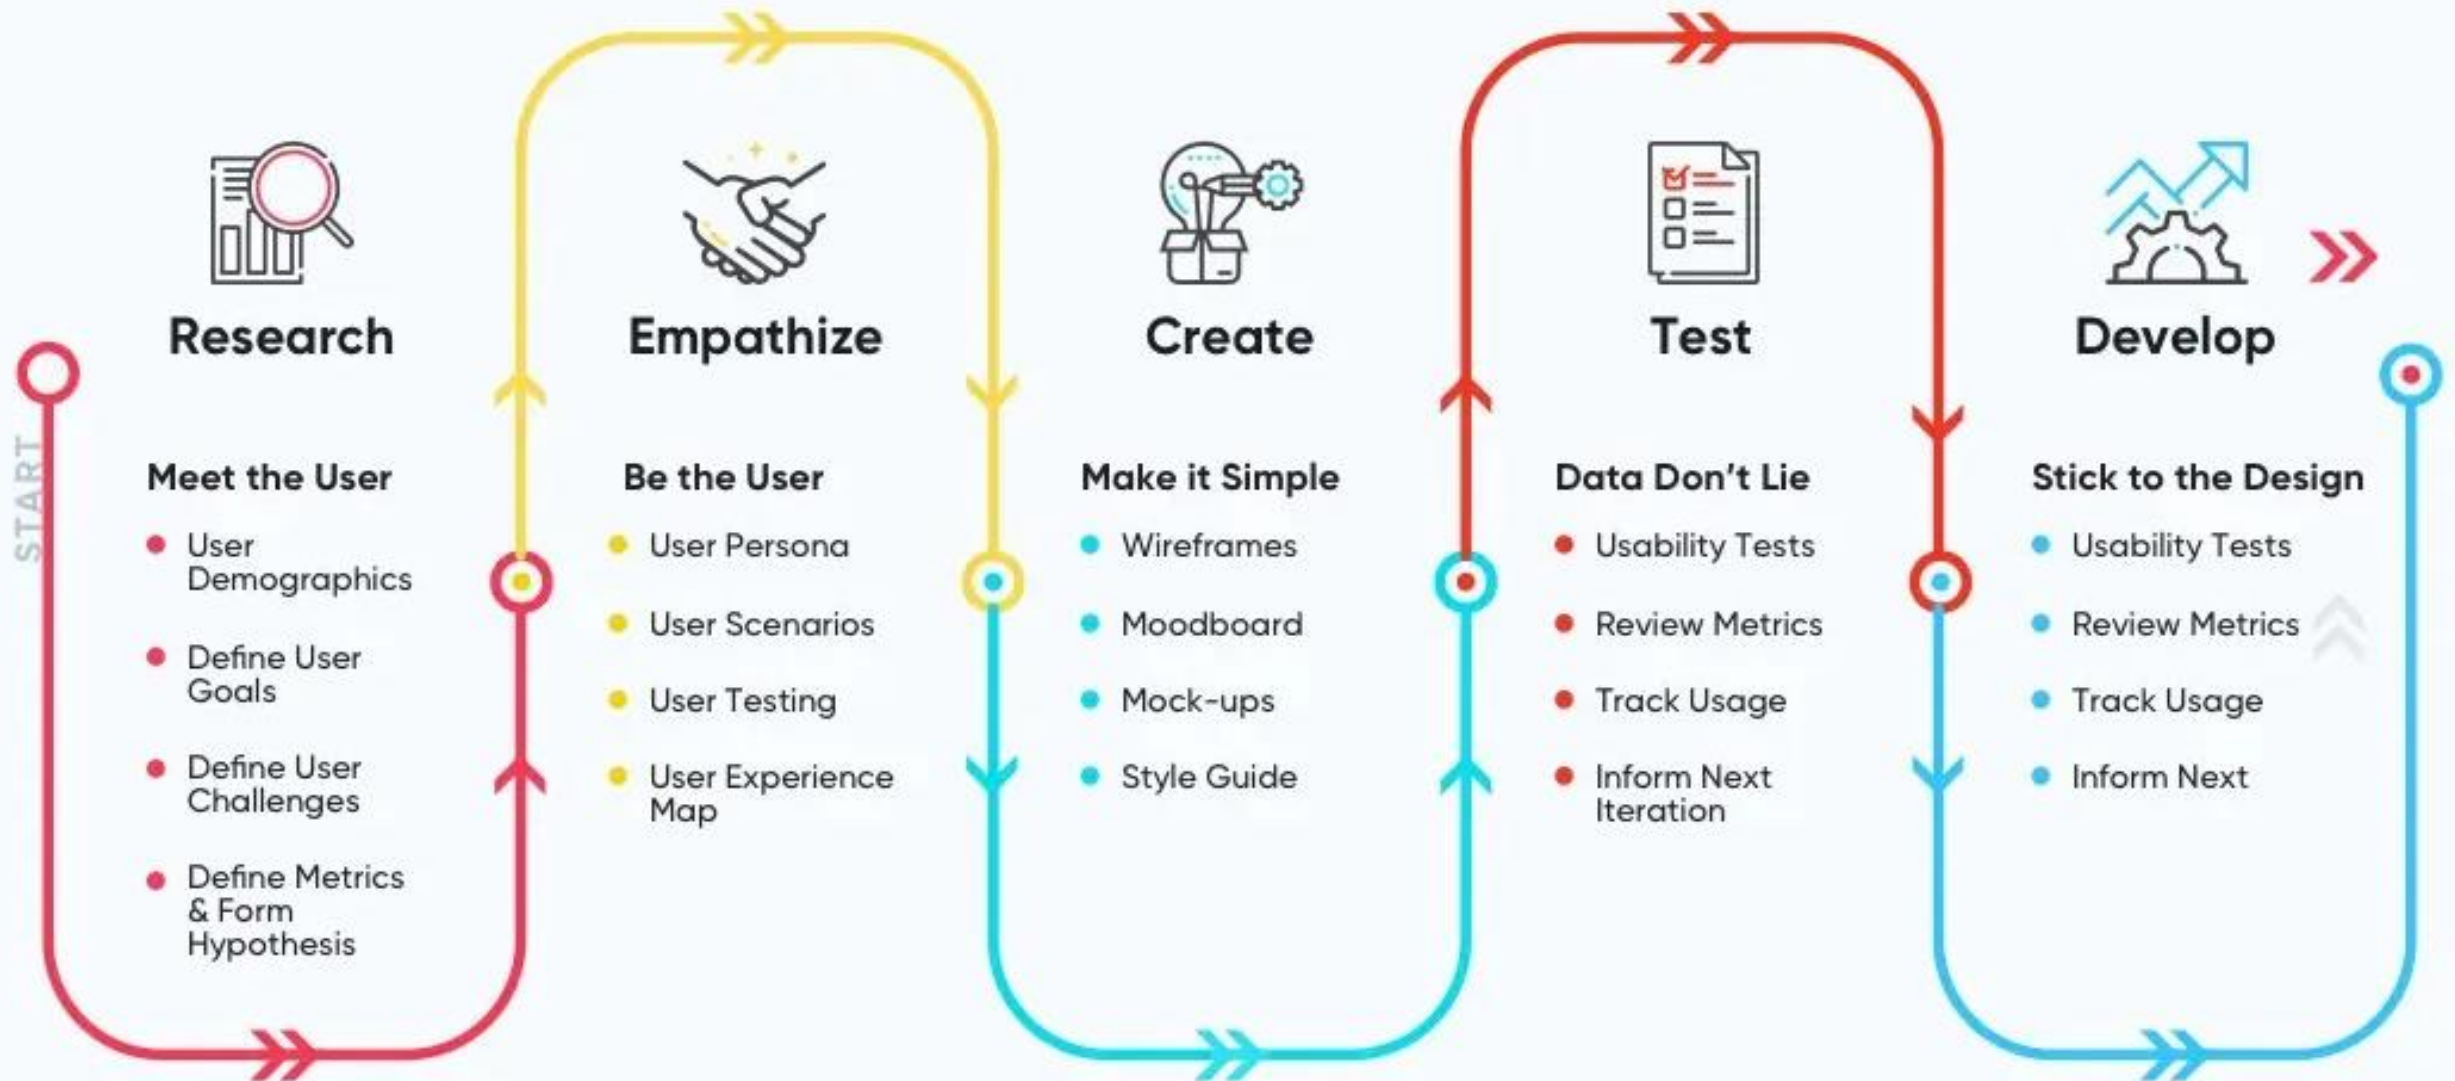 START
Research
Meet the User
User
Demographics
Define User
Goals
Define User
Challenges
Define Metrics
& Form
Hypothesis
Empathize
Be the User
User Persona
User Scenarios
User Testing
User Experience
Map
Create
Make it Simple
Wireframes
Moodboard
Mock-ups
Style Guide
Test
Data Don’t Lie
Usability Tests
Review Metrics
Track Usage
Inform Next
Iteration
Develop
Stick to the Design
Usability Tests
Review Metrics
Track Usage
Inform Next